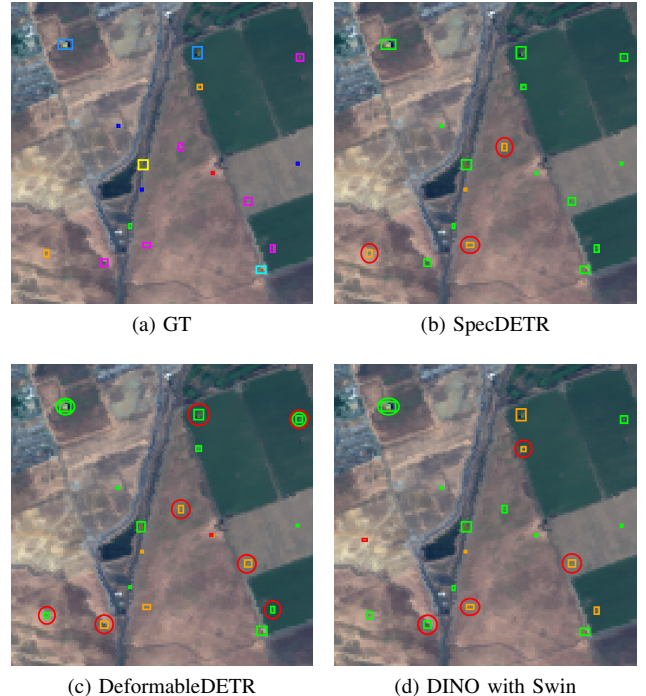 (a) GT
(b) SpecDETR
(c) DeformableDETR
(d) DINO with Swin